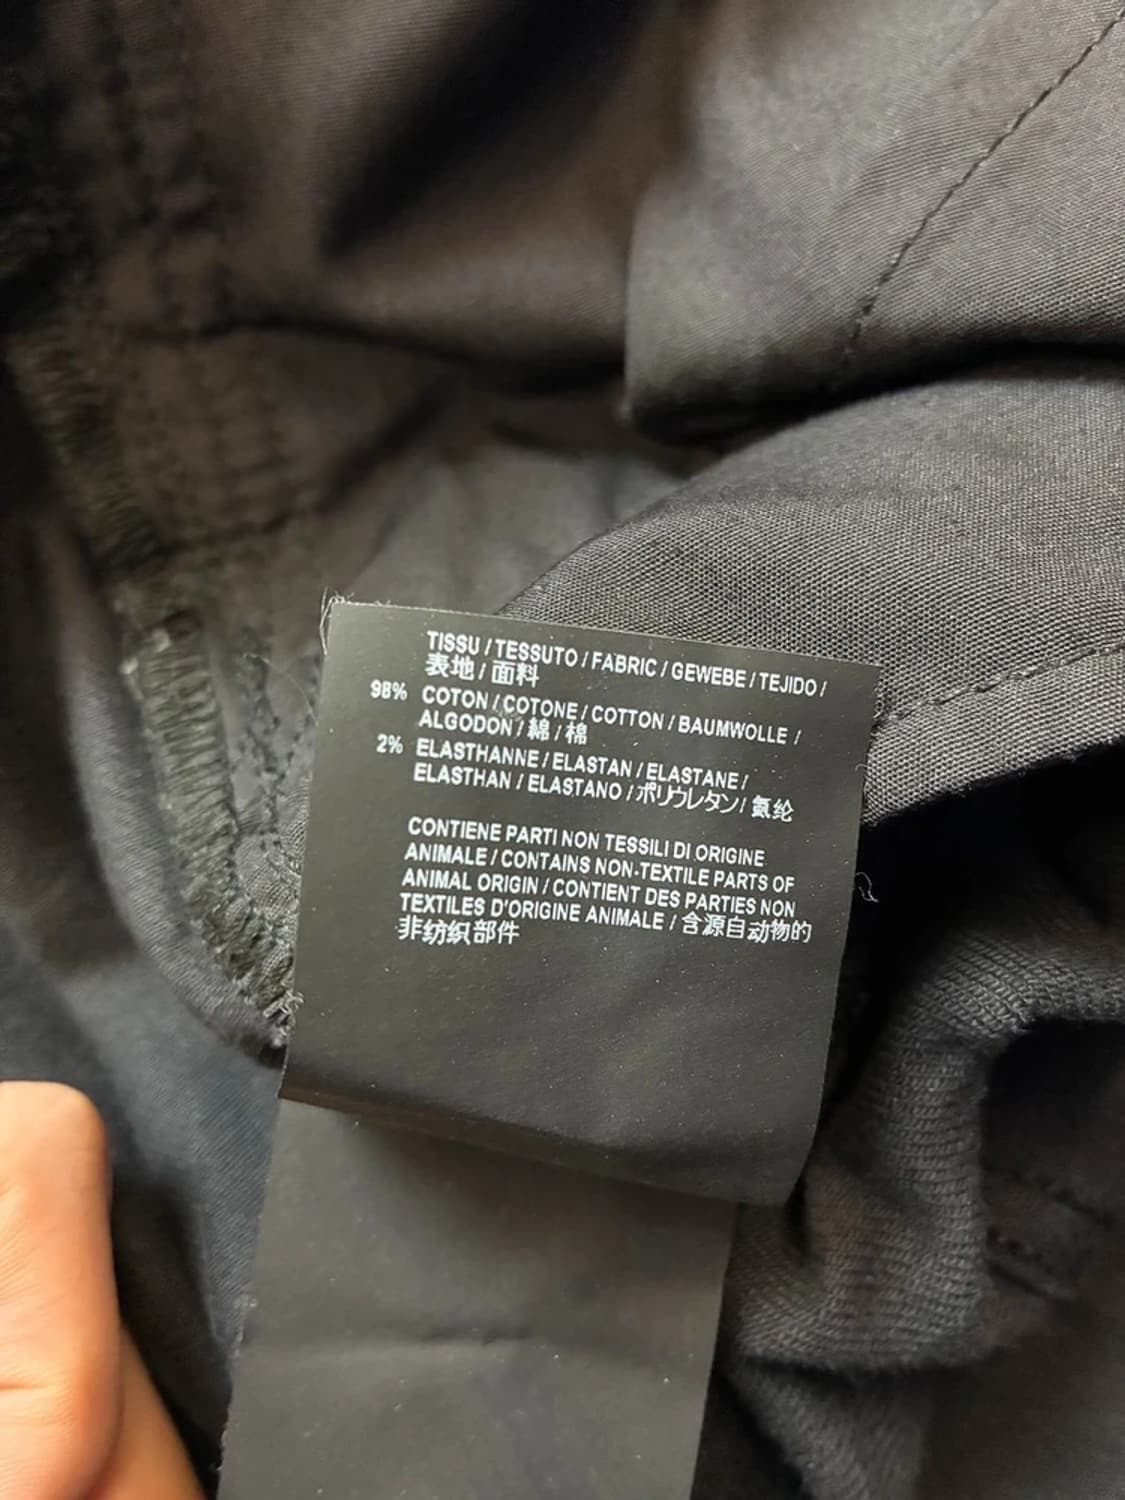 TISSU / TESSUTO / FABRIC / GEWEBE / TEJIDO /
表地 / 面料
98% COTON / COTONE / COTTON / BAUMWOLLE /
ALGODON / 綿 / 棉
2% ELASTHANNE / ELASTAN / ELASTANE /
ELASTHAN / ELASTANO / ポリウレタン / 氨纶
CONTIENE PARTI NON TESSILI DI ORIGINE
ANIMALE / CONTAINS NON-TEXTILE PARTS OF
ANIMAL ORIGIN / CONTIENT DES PARTIES NON
TEXTILES D'ORIGINE ANIMALE / 含源自动物的
非纺织部件